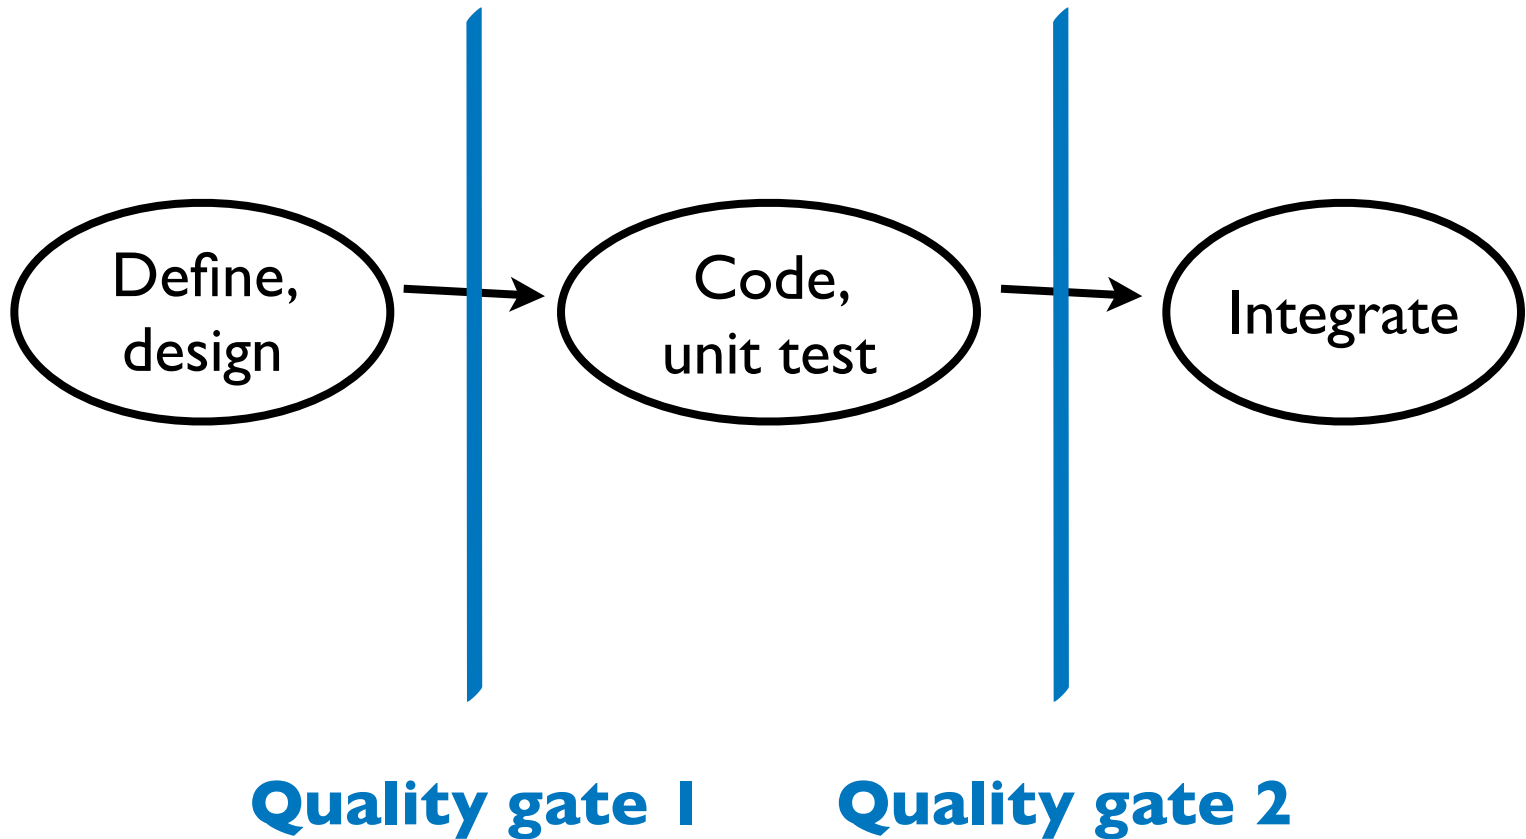 Define,
design
Code,
unit test
Integrate
Quality gate 1
Quality gate 2